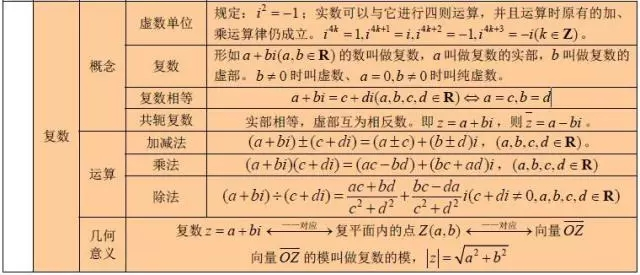 复数
概念
虚数单位
规定：i² = -1；实数可以与它进行四则运算，并且运算时原有的加、
乘运算律仍成立。i^{4k} = 1, i^{4k+1} = i, i^{4k+2} = -1, i^{4k+3} = -i (k ∈ Z)。
复数
形如 a + bi (a, b ∈ R) 的数叫做复数，a 叫做复数的实部，b 叫做复数的
虚部。b ≠ 0 时叫虚数、a = 0, b ≠ 0 时叫纯虚数。
复数相等
a + bi = c + di (a, b, c, d ∈ R) ⇔ a = c, b = d
共轭复数
实部相等，虚部互为相反数。即 z = a + bi，则 z̅ = a - bi。
运算
加减法
(a + bi) ± (c + di) = (a ± c) + (b ± d)i，(a, b, c, d ∈ R)。
乘法
(a + bi)(c + di) = (ac - bd) + (bc + ad)i，(a, b, c, d ∈ R)
除法
(a + bi) ÷ (c + di) = \frac{ac + bd}{c² + d²} + \frac{bc - da}{c² + d²} i (c + di ≠ 0, a, b, c, d ∈ R)
几何
意义
复数 z = a + bi ←一一对应→ 复平面内的点 Z(a, b) ←一一对应→ 向量 \overline{OZ}
向量 \overline{OZ} 的模叫做复数的模，|z| = √(a² + b²)